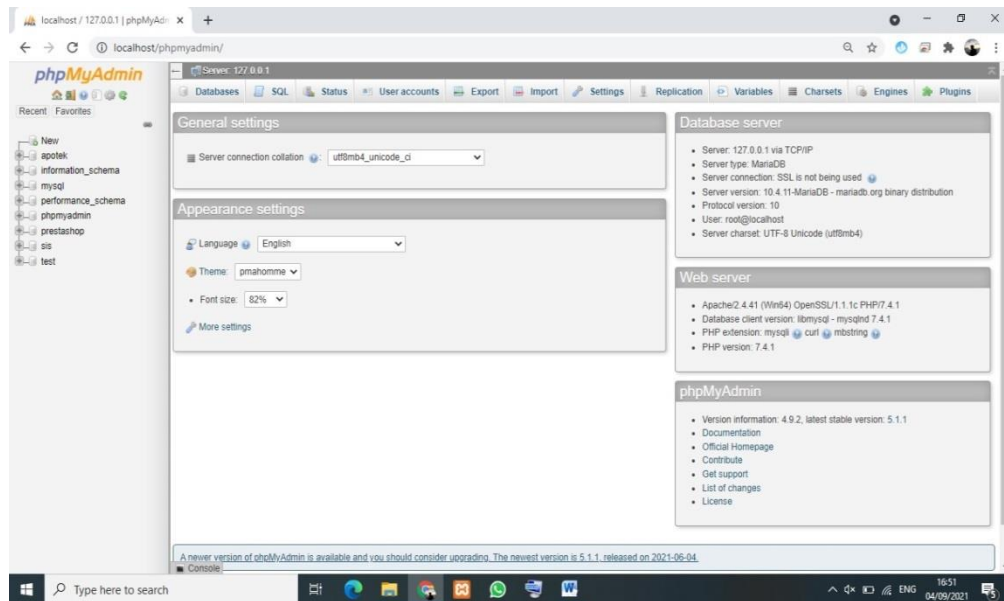 localhost / 127.0.0.1 | phpMyAdn
localhost/phpmyadmin/
phpMyAdmin
Recent Favorites
New
apotek
information_schema
mysql
performance_schema
phpmyadmin
prestashop
sis
test
Server: 127.0.0.1
Databases SQL Status User accounts Export Import Settings Replication Variables Charsets Engines Plugins
General settings
Server connection collation : utf8mb4_unicode_ci
Appearance settings
Language English
Theme: pmahomme
Font size: 82%
More settings
Database server
Server: 127.0.0.1 via TCP/IP
Server type: MariaDB
Server connection: SSL is not being used
Server version: 10.4.11-MariaDB - mariadb.org binary distribution
Protocol version: 10
User: root@localhost
Server charset: UTF-8 Unicode (utf8mb4)
Web server
Apache/2.4.41 (Win64) OpenSSL/1.1.1c PHP/7.4.1
Database client version: libmysql - mysqlnd 7.4.1
PHP extension: mysqli curl mbstring
PHP version: 7.4.1
phpMyAdmin
Version information: 4.9.2, latest stable version: 5.1.1
Documentation
Official Homepage
Contribute
Get support
List of changes
License
A newer version of phpMyAdmin is available and you should consider upgrading. The newest version is 5.1.1, released on 2021-06-04.
Console
Type here to search
ENG
16:51
04/09/2021